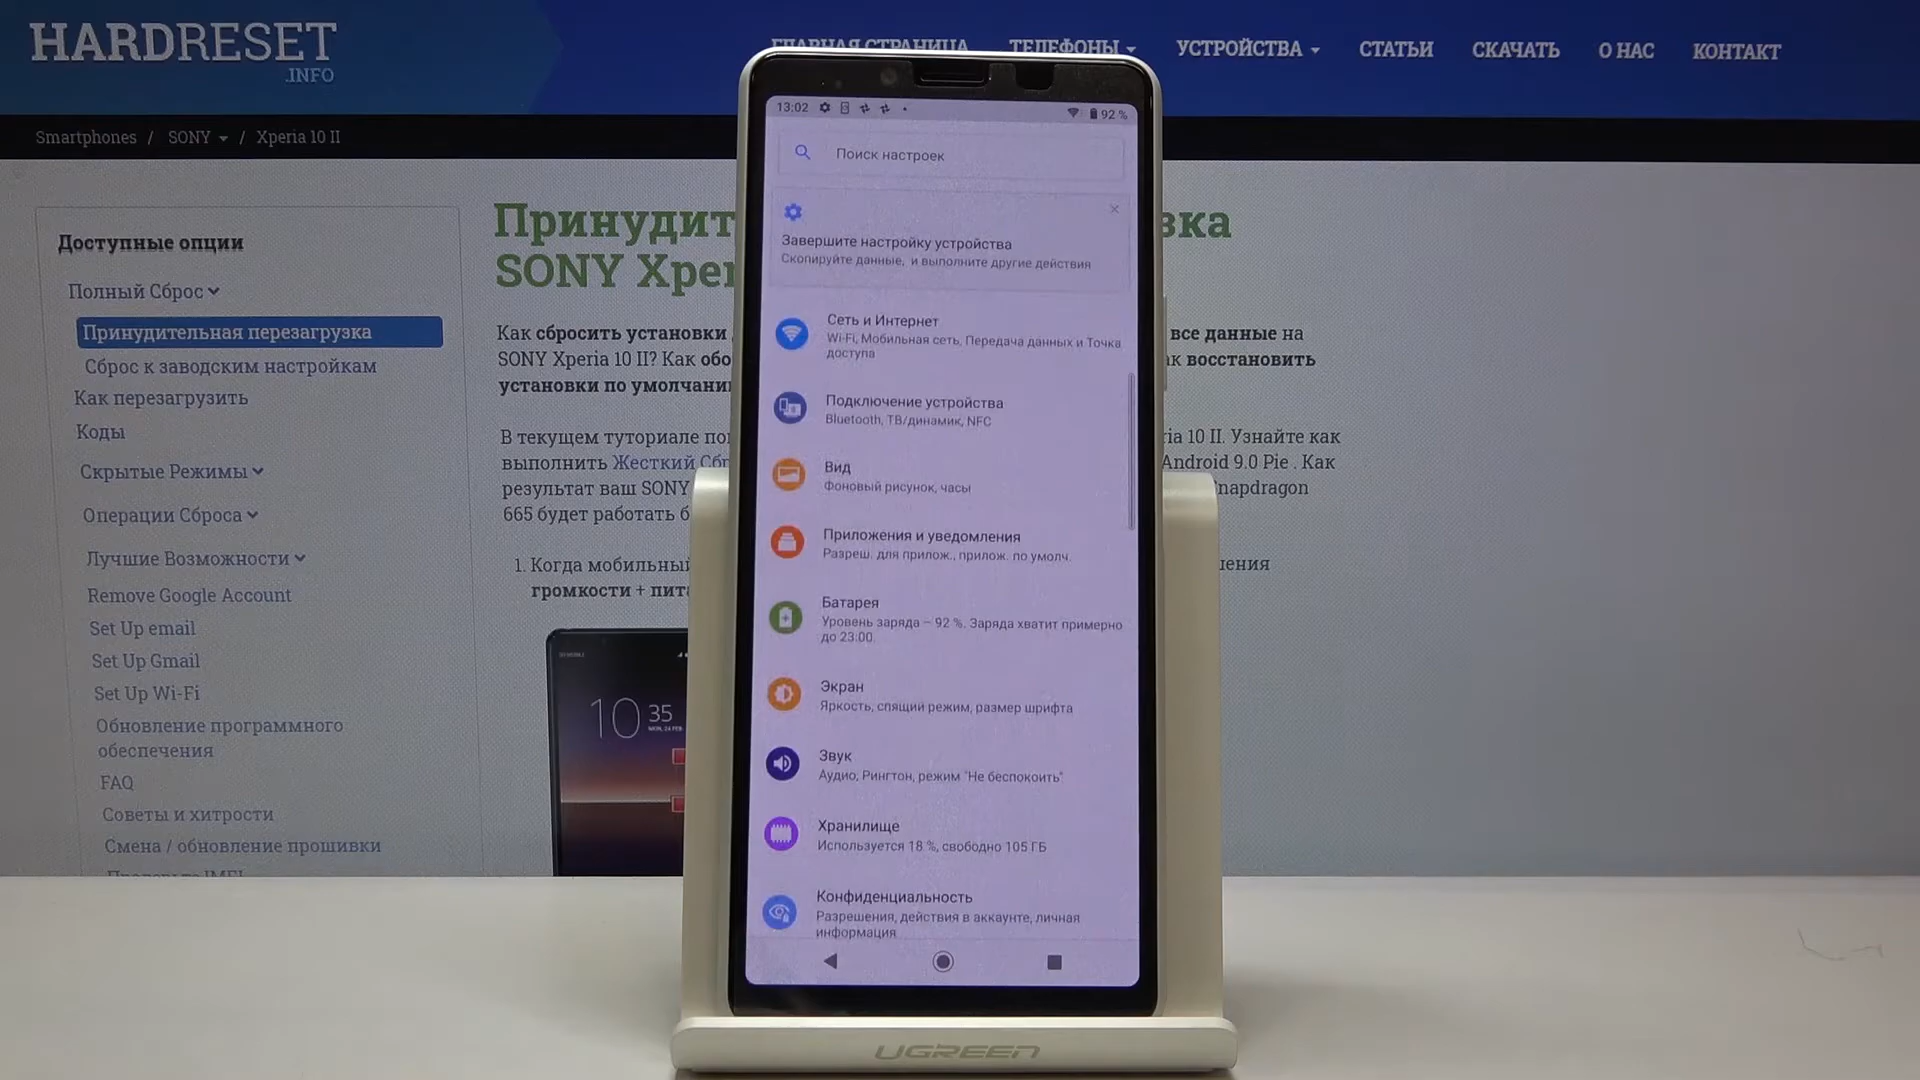 HARDRESET
.INFO
ГЛАВНАЯ СТРАНИЦА
ТЕЛЕФОНЫ
УСТРОЙСТВА
СТАТЬИ
СКАЧАТЬ
О НАС
КОНТАКТ
Smartphones / SONY / Xperia 10 II
Доступные опции
Полный Сброс
Принудительная перезагрузка
Сброс к заводским настройкам
Как перезагрузить
Коды
Скрытые Режимы
Операции Сброса
Лучшие Возможности
Remove Google Account
Set Up email
Set Up Gmail
Set Up Wi-Fi
Обновление программного
обеспечения
FAQ
Советы и хитрости
Смена / обновление прошивки
Принудит
зка
SONY Xper
Как сбросить установки
все данные на
SONY Xperia 10 II? Как обо
к восстановить
установки по умолчани
В текущем туториале по
ia 10 II. Узнайте как
выполнить Жесткий Сбр
Android 9.0 Pie . Как
результат ваш SONY
Snapdragon
665 будет работать б
1. Когда мобильны
ения
громкости + пита
10 35
13:02
92 %
Поиск настроек
Завершите настройку устройства
Скопируйте данные, и выполните другие действия
Сеть и Интернет
Wi-Fi, Мобильная сеть, Передача данных и Точка
доступа
Подключение устройства
Bluetooth, ТВ/динамик, NFC
Вид
Фоновый рисунок, часы
Приложения и уведомления
Разреш. для прилож., прилож. по умолч.
Батарея
Уровень заряда – 92 %. Заряда хватит примерно
до 23:00.
Экран
Яркость, спящий режим, размер шрифта
Звук
Аудио, Рингтон, режим "Не беспокоить"
Хранилище
Используется 18 %, свободно 105 ГБ
Конфиденциальность
Разрешения, действия в аккаунте, личная
информация
UGREEN